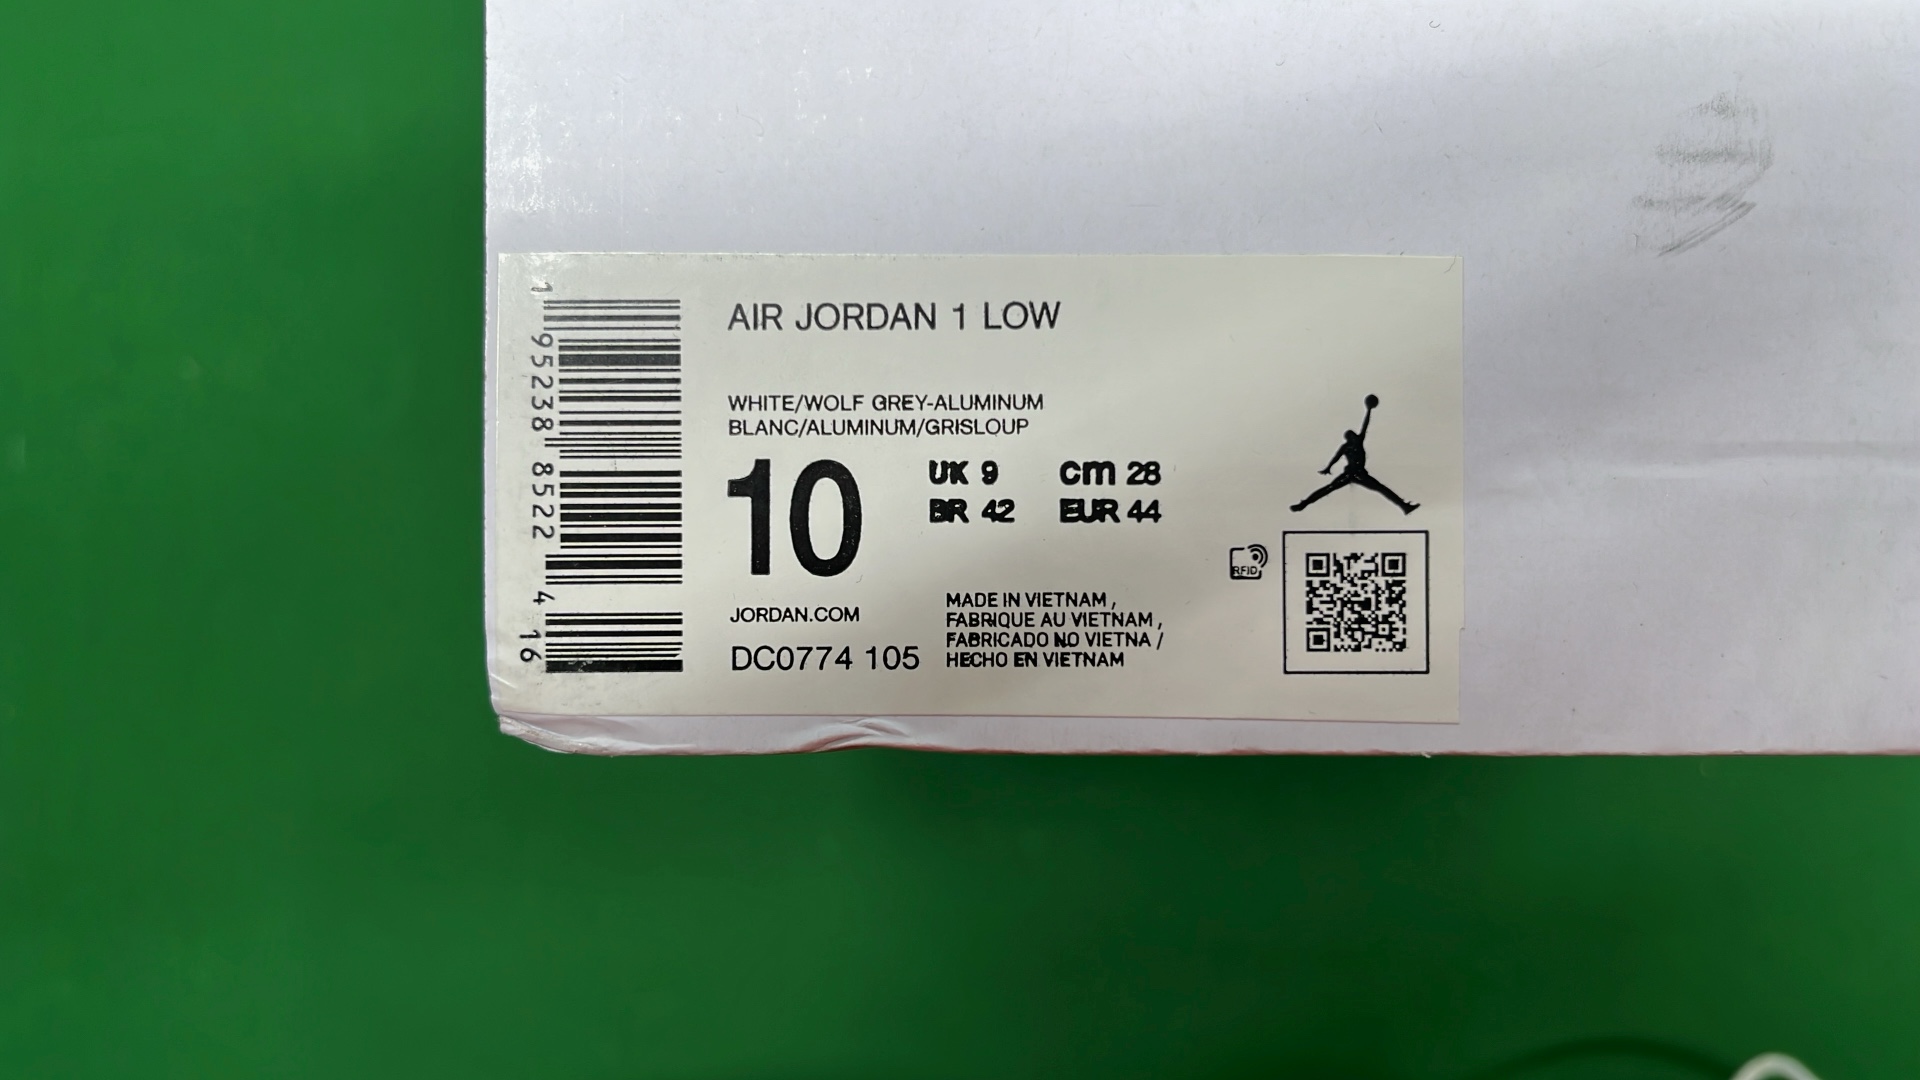 AIR JORDAN 1 LOW
WHITE/WOLF GREY-ALUMINUM
BLANC/ALUMINUM/GRISLOUP
10
UK 9 cm 28
BR 42 EUR 44
JORDAN.COM
DC0774 105
MADE IN VIETNAM ,
FABRIQUE AU VIETNAM ,
FABRICADO NO VIETNA /
HECHO EN VIETNAM
RFID
1 95238 8522 4 16